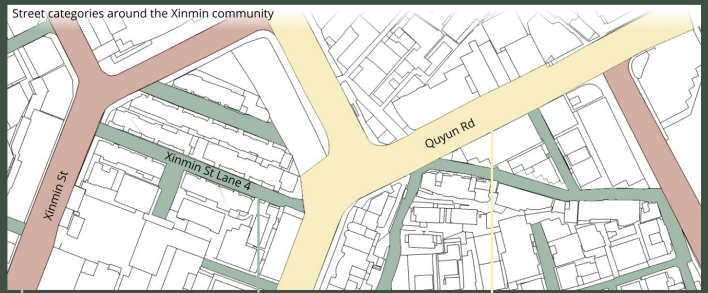 Street categories around the Xinmin community
Quyun Rd
Xinmin St Lane 4
Xinmin St